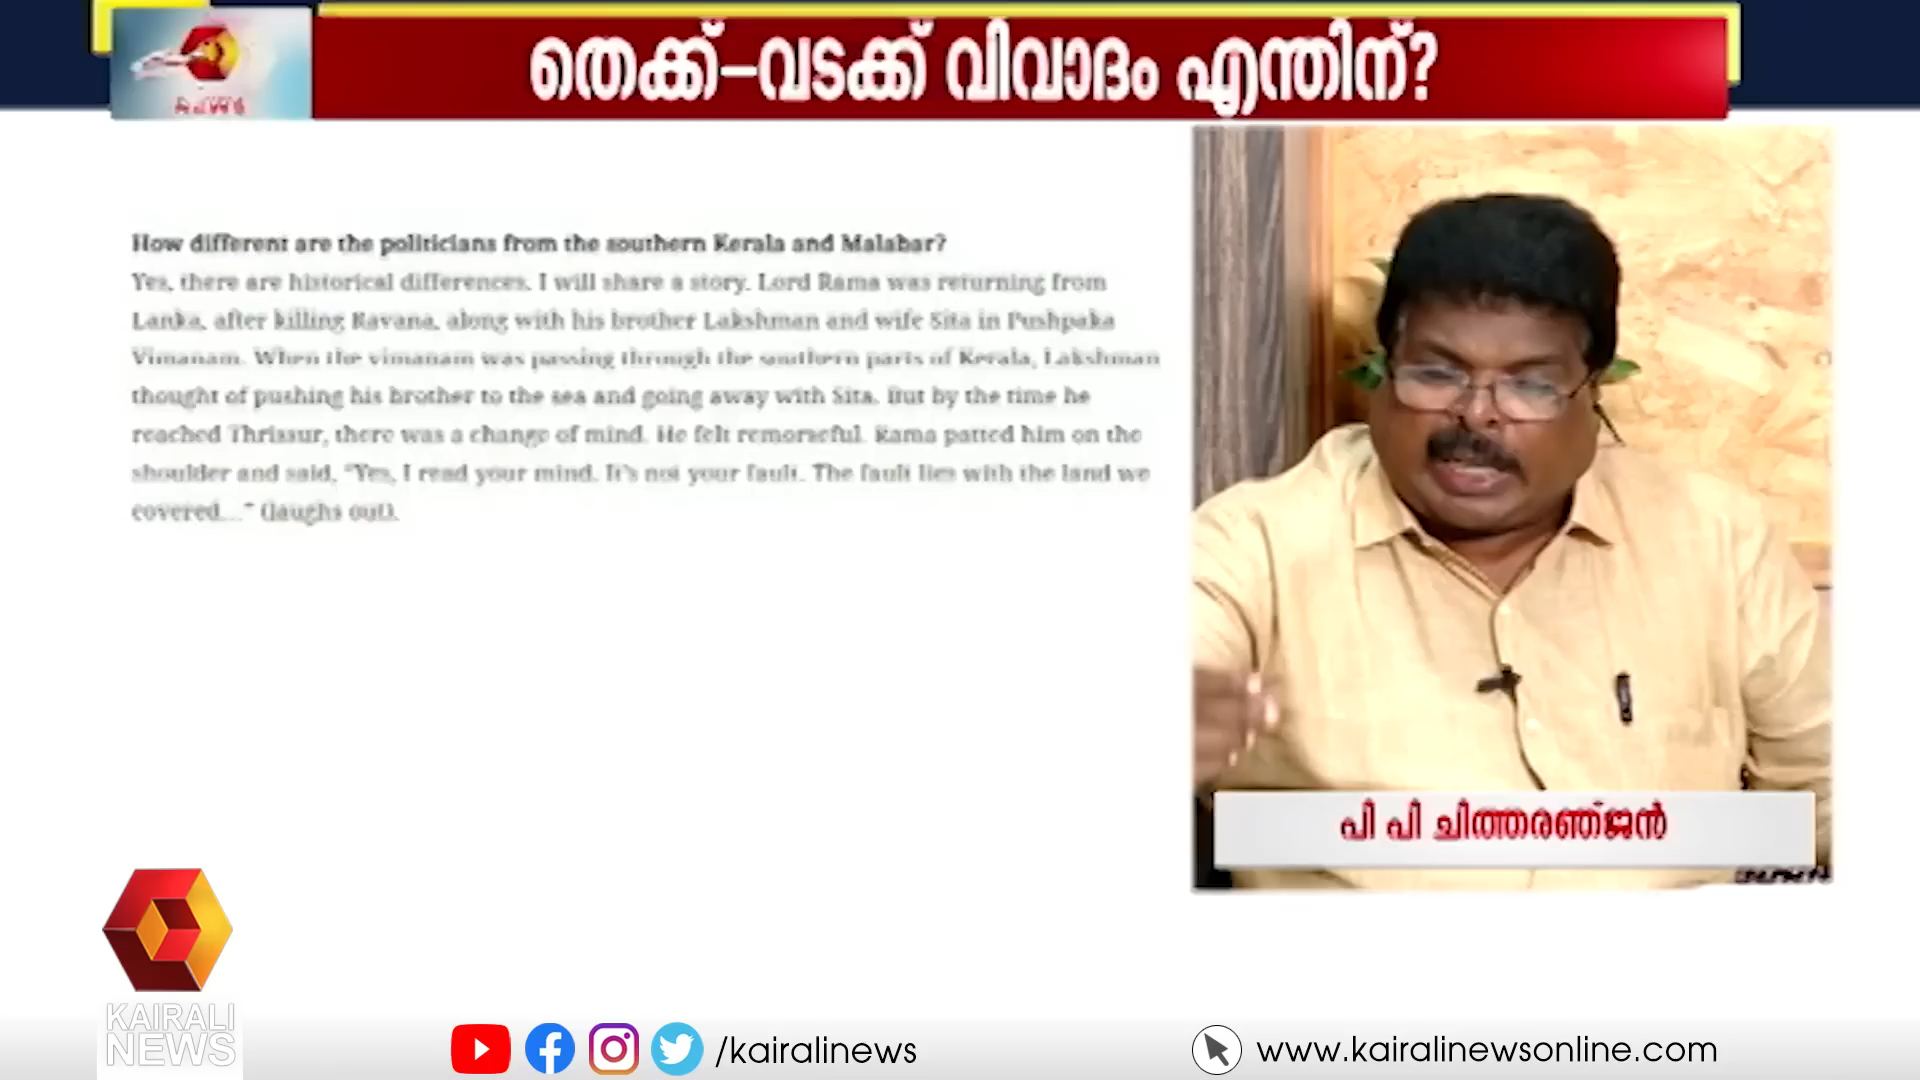 തെക്ക്-വടക്ക് വിവാദം എന്തിന്?
How different are the politicians from the southern Kerala and Malabar?
Yes, there are historical differences. I will share a story. Lord Rama was returning from
Lanka, after killing Ravana, along with his brother Lakshman and wife Sita in Pushpaka
Vimanam. When the vimanam was passing through the southern parts of Kerala, Lakshman
thought of pushing his brother to the sea and going away with Sita. But by the time he
reached Thrissur, there was a change of mind. He felt remorseful. Rama patted him on the
shoulder and said, "Yes, I read your mind. It's not your fault. The fault lies with the land we
covered..." (laughs out).
പി പി ചിത്തരഞ്ജൻ
KAIRALI
NEWS
/kairalinews
www.kairalinewsonline.com